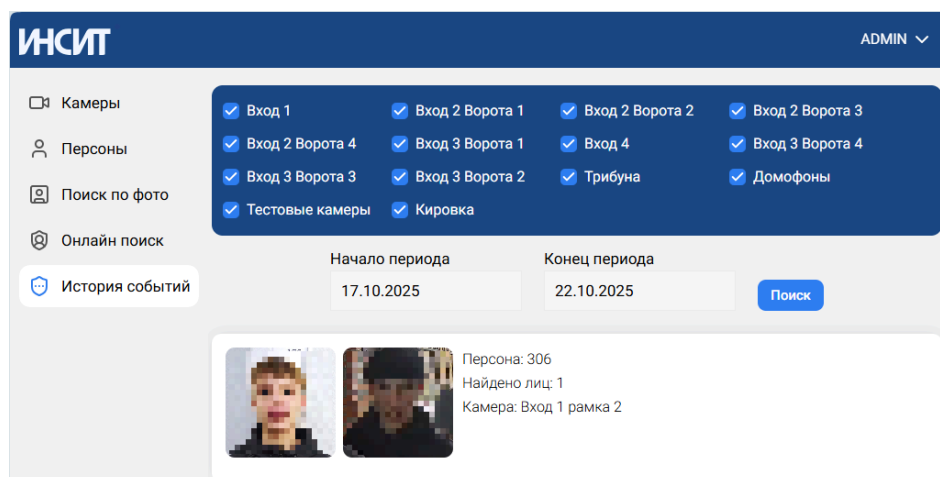 ИНСИТ
ADMIN
Камеры
Персоны
Поиск по фото
Онлайн поиск
История событий
Вход 1 Вход 2 Ворота 1 Вход 2 Ворота 2 Вход 2 Ворота 3
Вход 2 Ворота 4 Вход 3 Ворота 1 Вход 4 Вход 3 Ворота 4
Вход 3 Ворота 3 Вход 3 Ворота 2 Трибуна Домофоны
Тестовые камеры Кировка
Начало периода Конец периода
17.10.2025 22.10.2025 Поиск
Персона: 306
Найдено лиц: 1
Камера: Вход 1 рамка 2